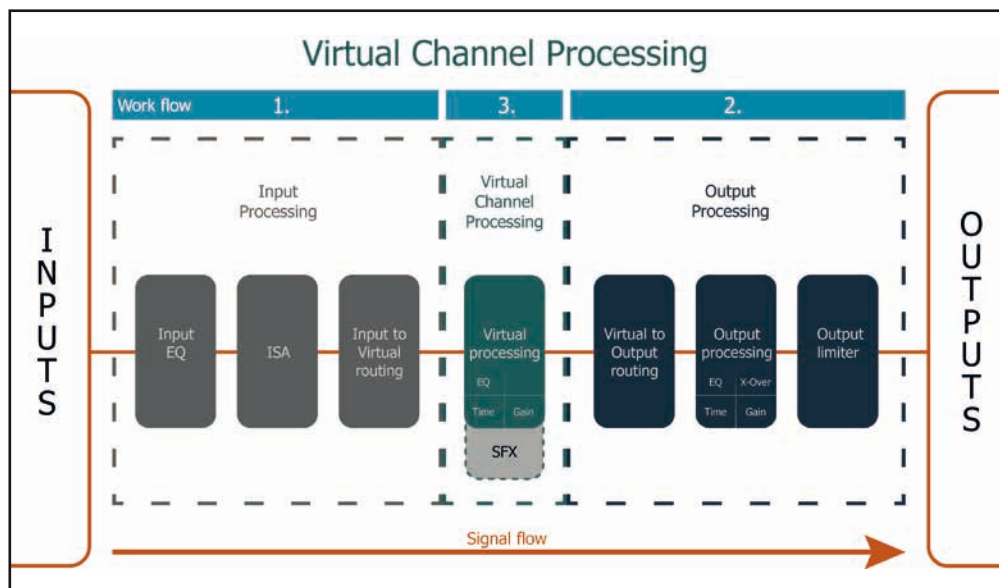 Virtual Channel Processing
Work flow
1.
3.
2.
INPUTS
Input
Processing
Input
EQ
ISA
Input to
Virtual
routing
Virtual
Channel
Processing
Virtual
processing
EQ
Time
Gain
SFX
Output
Processing
Virtual to
Output
routing
Output
processing
EQ
X-Over
Time
Gain
Output
limiter
OUTPUTS
Signal flow